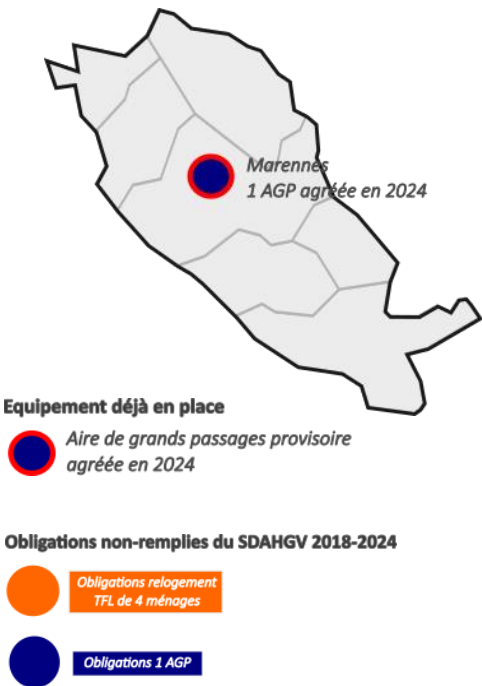 Marennes
1 AGP agréée en 2024
Equipement déjà en place
Aire de grands passages provisoire
agréée en 2024
Obligations non-remplies du SDAHGV 2018-2024
Obligations relogement
TFL de 4 ménages
Obligations 1 AGP